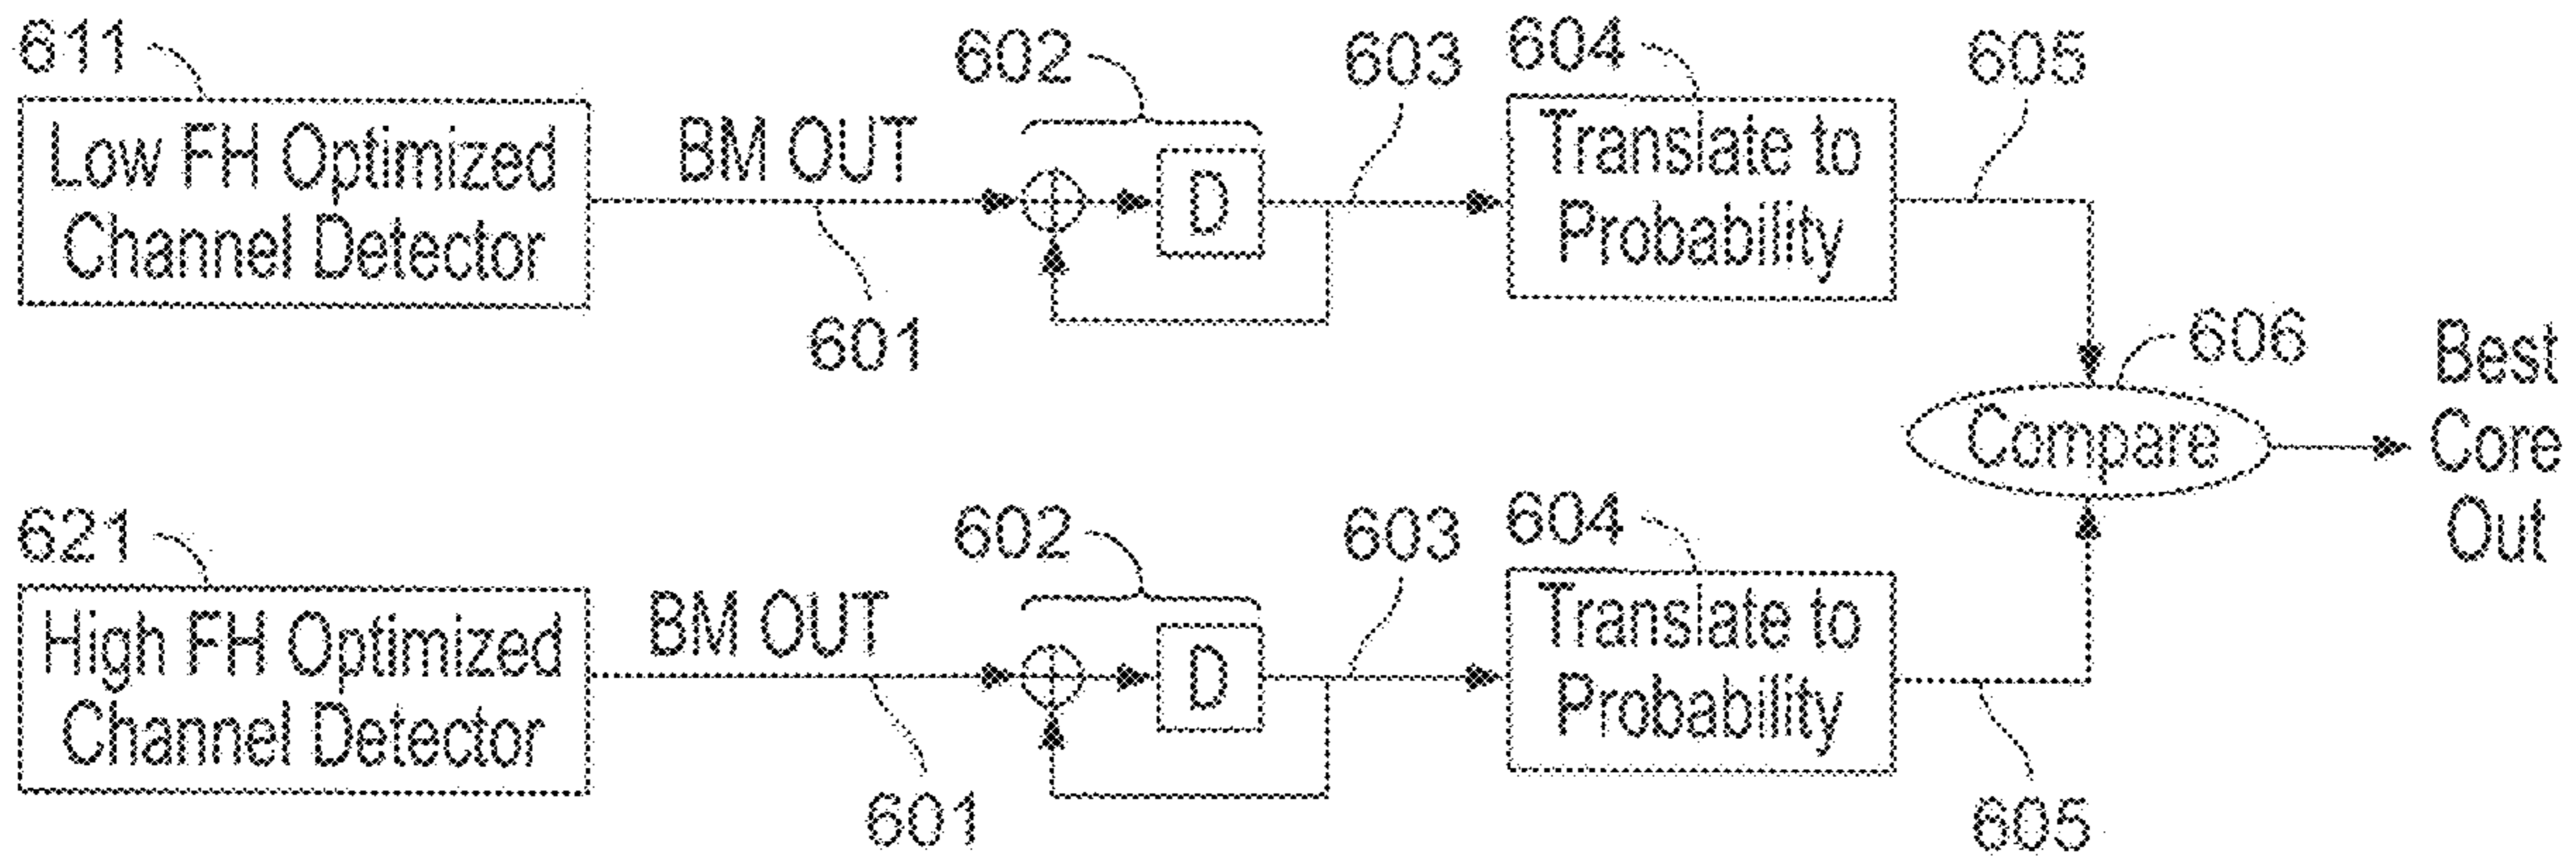 611
Low FH Optimized
Channel Detector
BM OUT
601
602
D
603
604
Translate to
Probability
605
606
Compare
Best
Core
Out
621
High FH Optimized
Channel Detector
BM OUT
601
602
D
603
604
Translate to
Probability
605